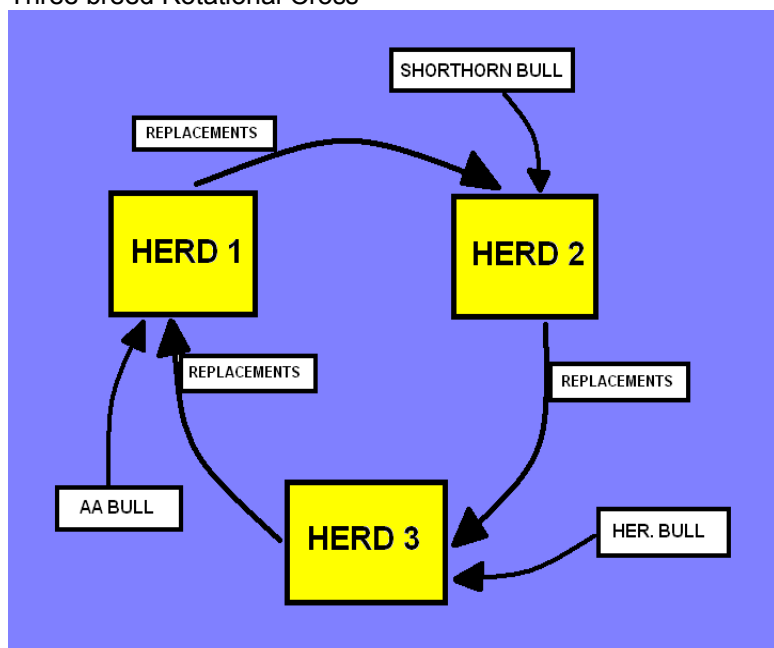 Three breed Rotational Cross
SHORTHORN BULL
REPLACEMENTS
HERD 1
HERD 2
REPLACEMENTS
REPLACEMENTS
AA BULL
HERD 3
HER. BULL